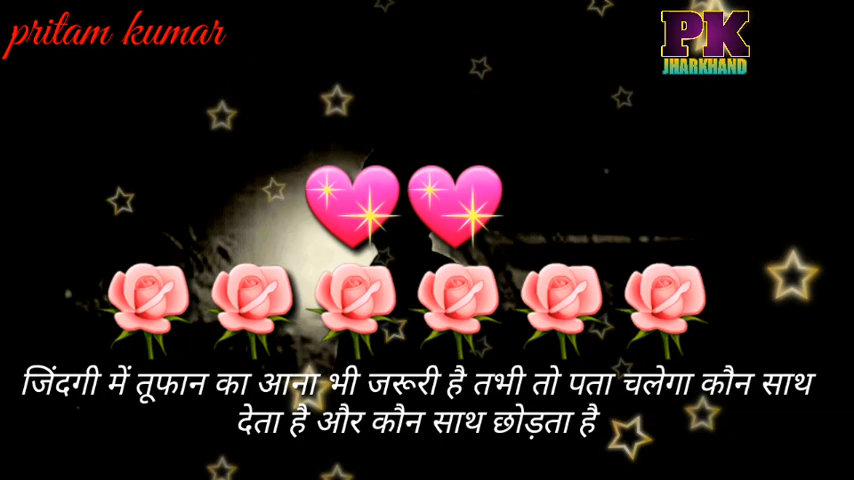 pritam kumar
PK
JHARKHAND
जिंदगी में तूफान का आना भी जरूरी है तभी तो पता चलेगा कौन साथ
देता है और कौन साथ छोड़ता है